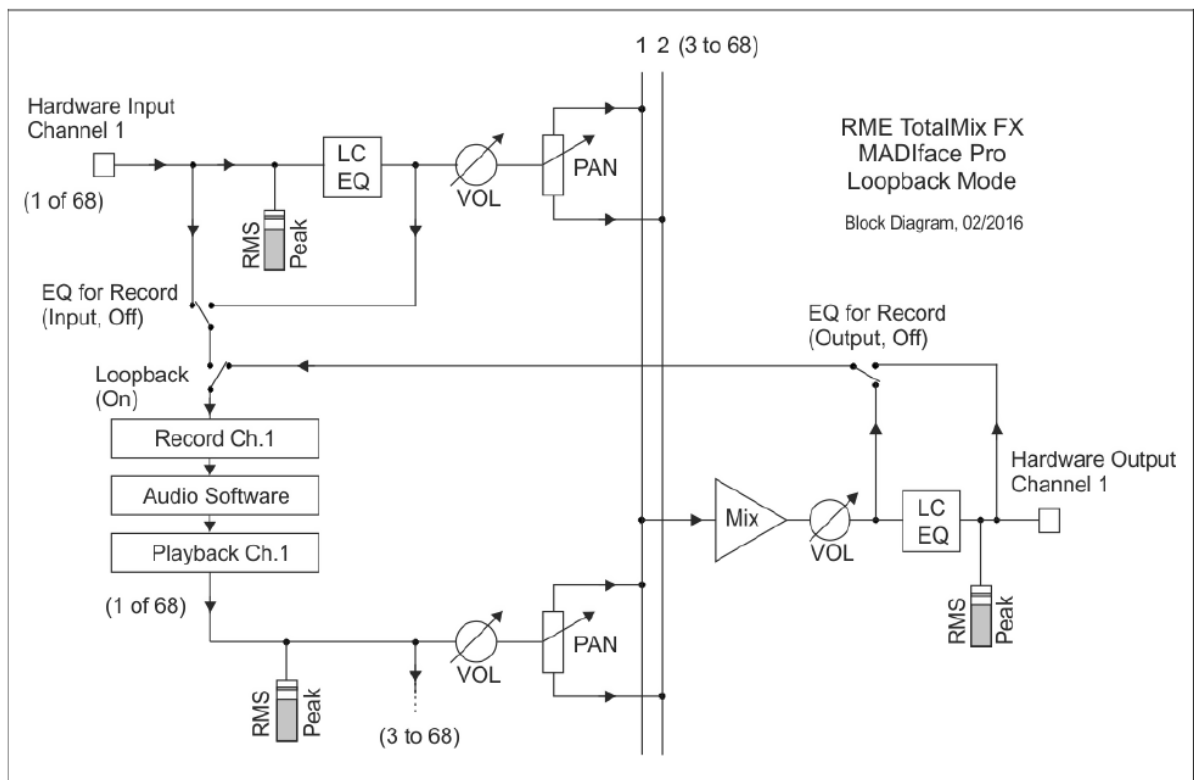 1 2 (3 to 68)
Hardware Input
Channel 1
(1 of 68)
LC
EQ
VOL
PAN
RMS
Peak
RME TotalMix FX
MADIface Pro
Loopback Mode
Block Diagram, 02/2016
EQ for Record
(Input, Off)
EQ for Record
(Output, Off)
Loopback
(On)
Record Ch.1
Audio Software
Playback Ch.1
(1 of 68)
Mix
VOL
LC
EQ
Hardware Output
Channel 1
RMS
Peak
VOL
PAN
RMS
Peak
(3 to 68)